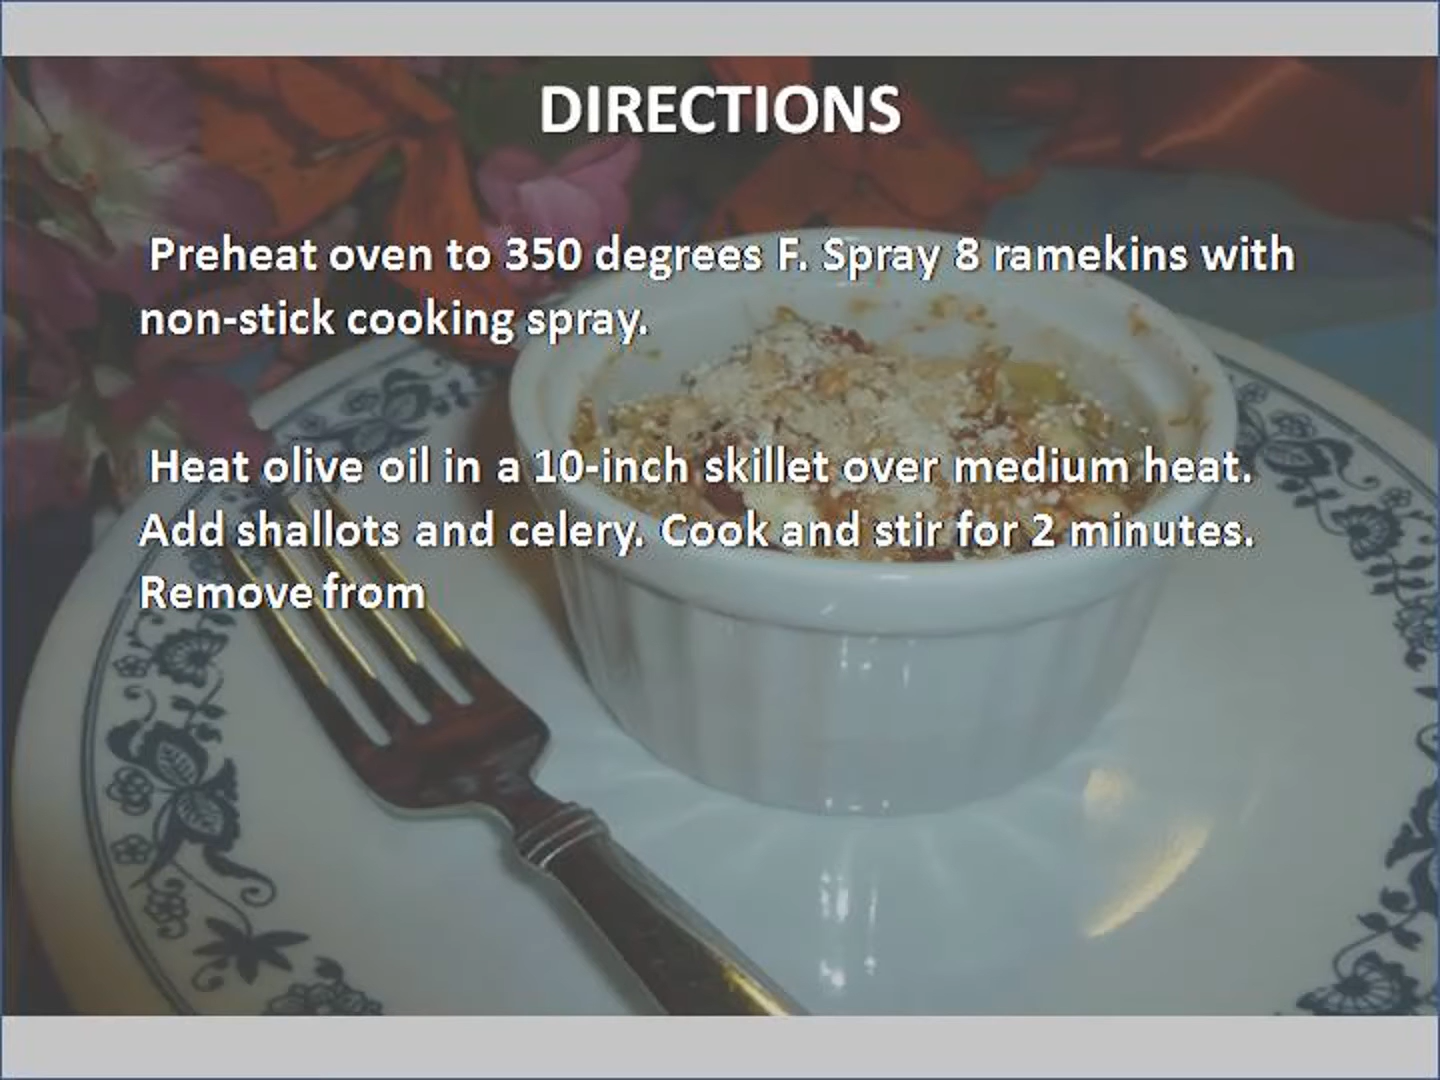 DIRECTIONS
Preheat oven to 350 degrees F. Spray 8 ramekins with
non-stick cooking spray.
Heat olive oil in a 10-inch skillet over medium heat.
Add shallots and celery. Cook and stir for 2 minutes.
Remove from